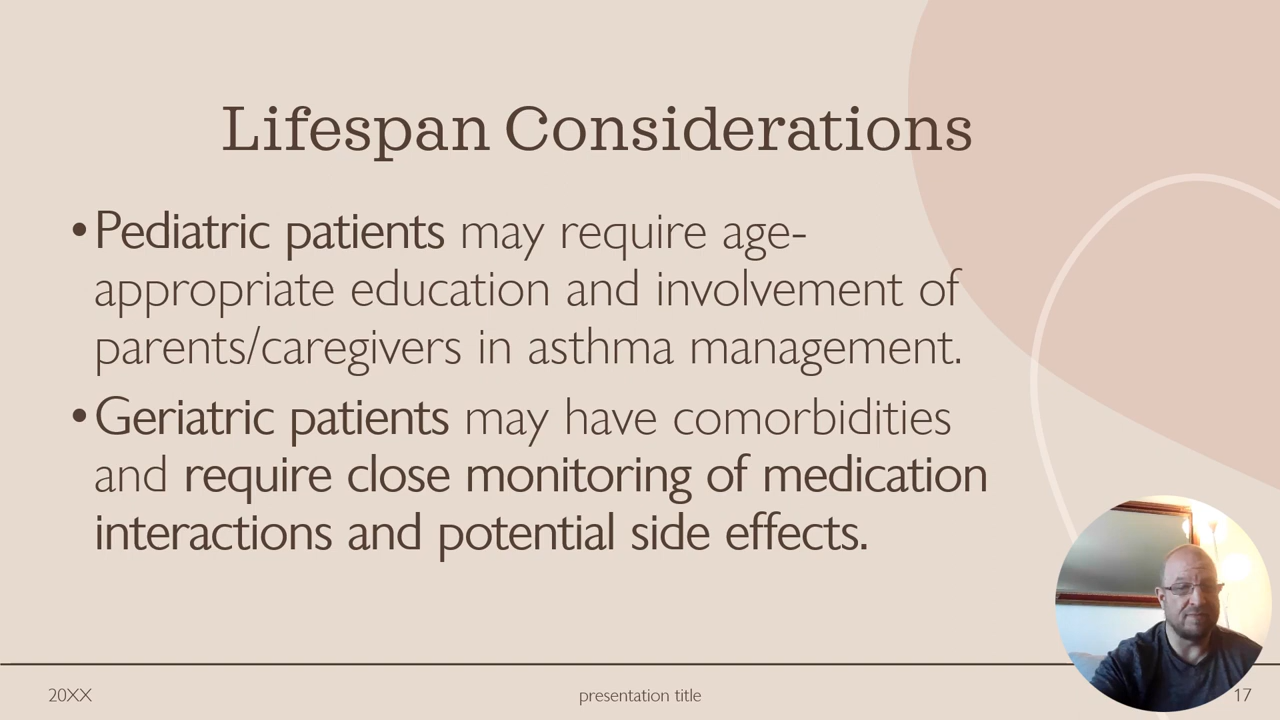 Lifespan Considerations
•Pediatric patients may require age-
appropriate education and involvement of
parents/caregivers in asthma management.
•Geriatric patients may have comorbidities
and require close monitoring of medication
interactions and potential side effects.
20XX
presentation title
17